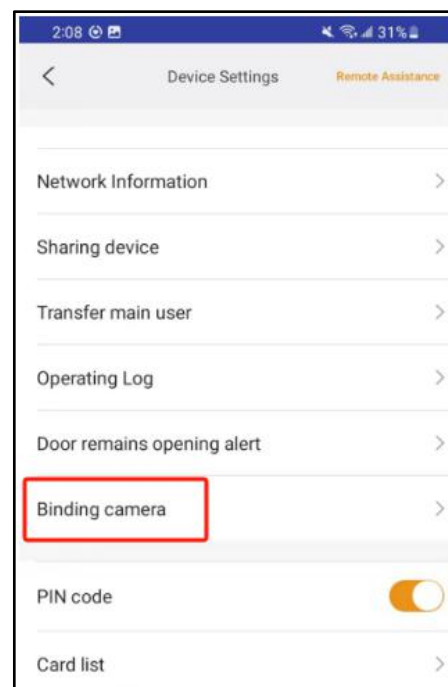 2:08 31%
Device Settings Remote Assistance
Network Information
Sharing device
Transfer main user
Operating Log
Door remains opening alert
Binding camera
PIN code
Card list